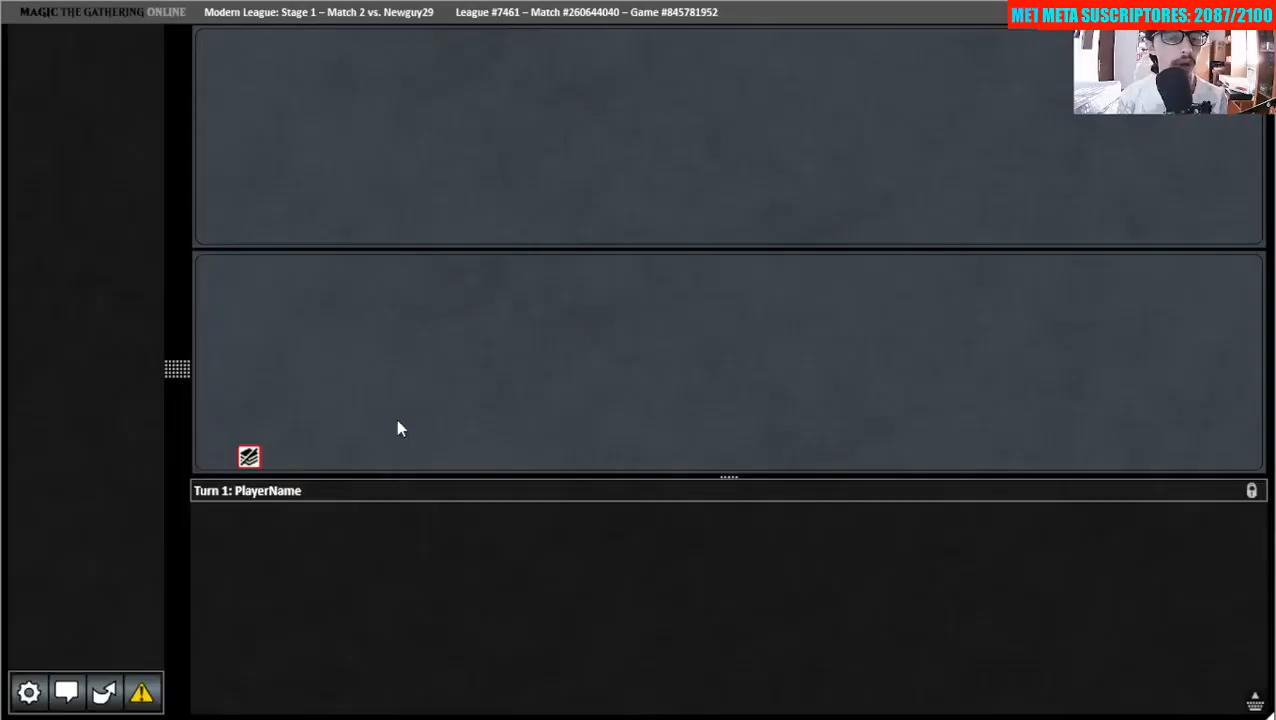 MAGIC THE GATHERING ONLINE
Modern League: Stage 1 – Match 2 vs. Newguy29
League #7461 – Match #260644040 – Game #845781952
MET META SUSCRIPTORES: 2087/2100
Turn 1: PlayerName